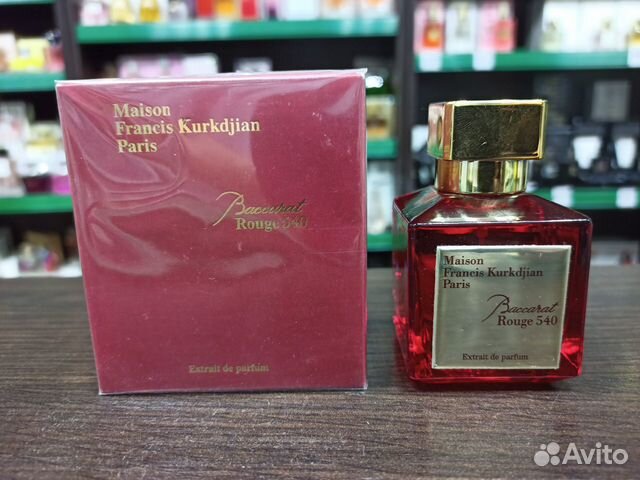 Maison
Francis Kurkdjian
Paris
Baccarat
Rouge 540
Extrait de parfum
Maison
Francis Kurkdjian
Paris
Baccarat
Rouge 540
Extrait de parfum
Avito